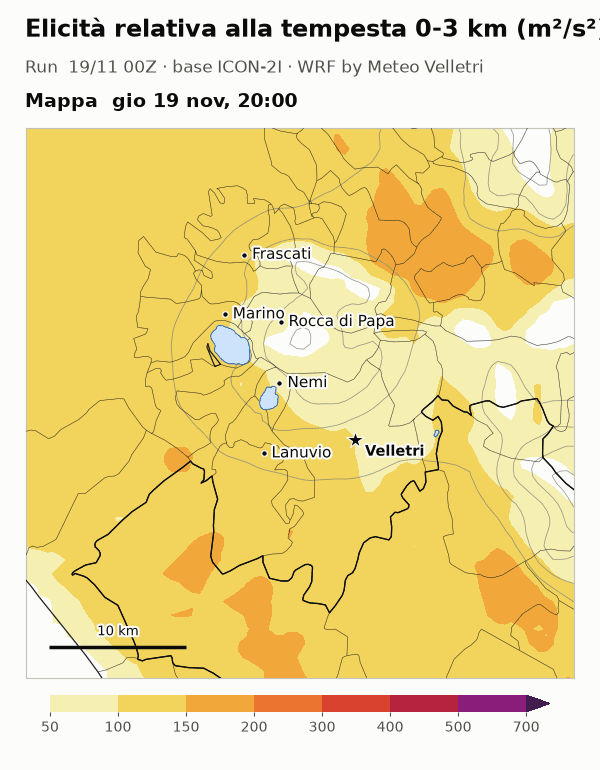 Elicità relativa alla tempesta 0-3 km (m²/s²)
Run 19/11 00Z · base ICON-2I · WRF by Meteo Velletri
Mappa gio 19 nov, 20:00
Frascati
Marino
Rocca di Papa
Nemi
Velletri
Lanuvio
10 km
50 100 150 200 300 400 500 700